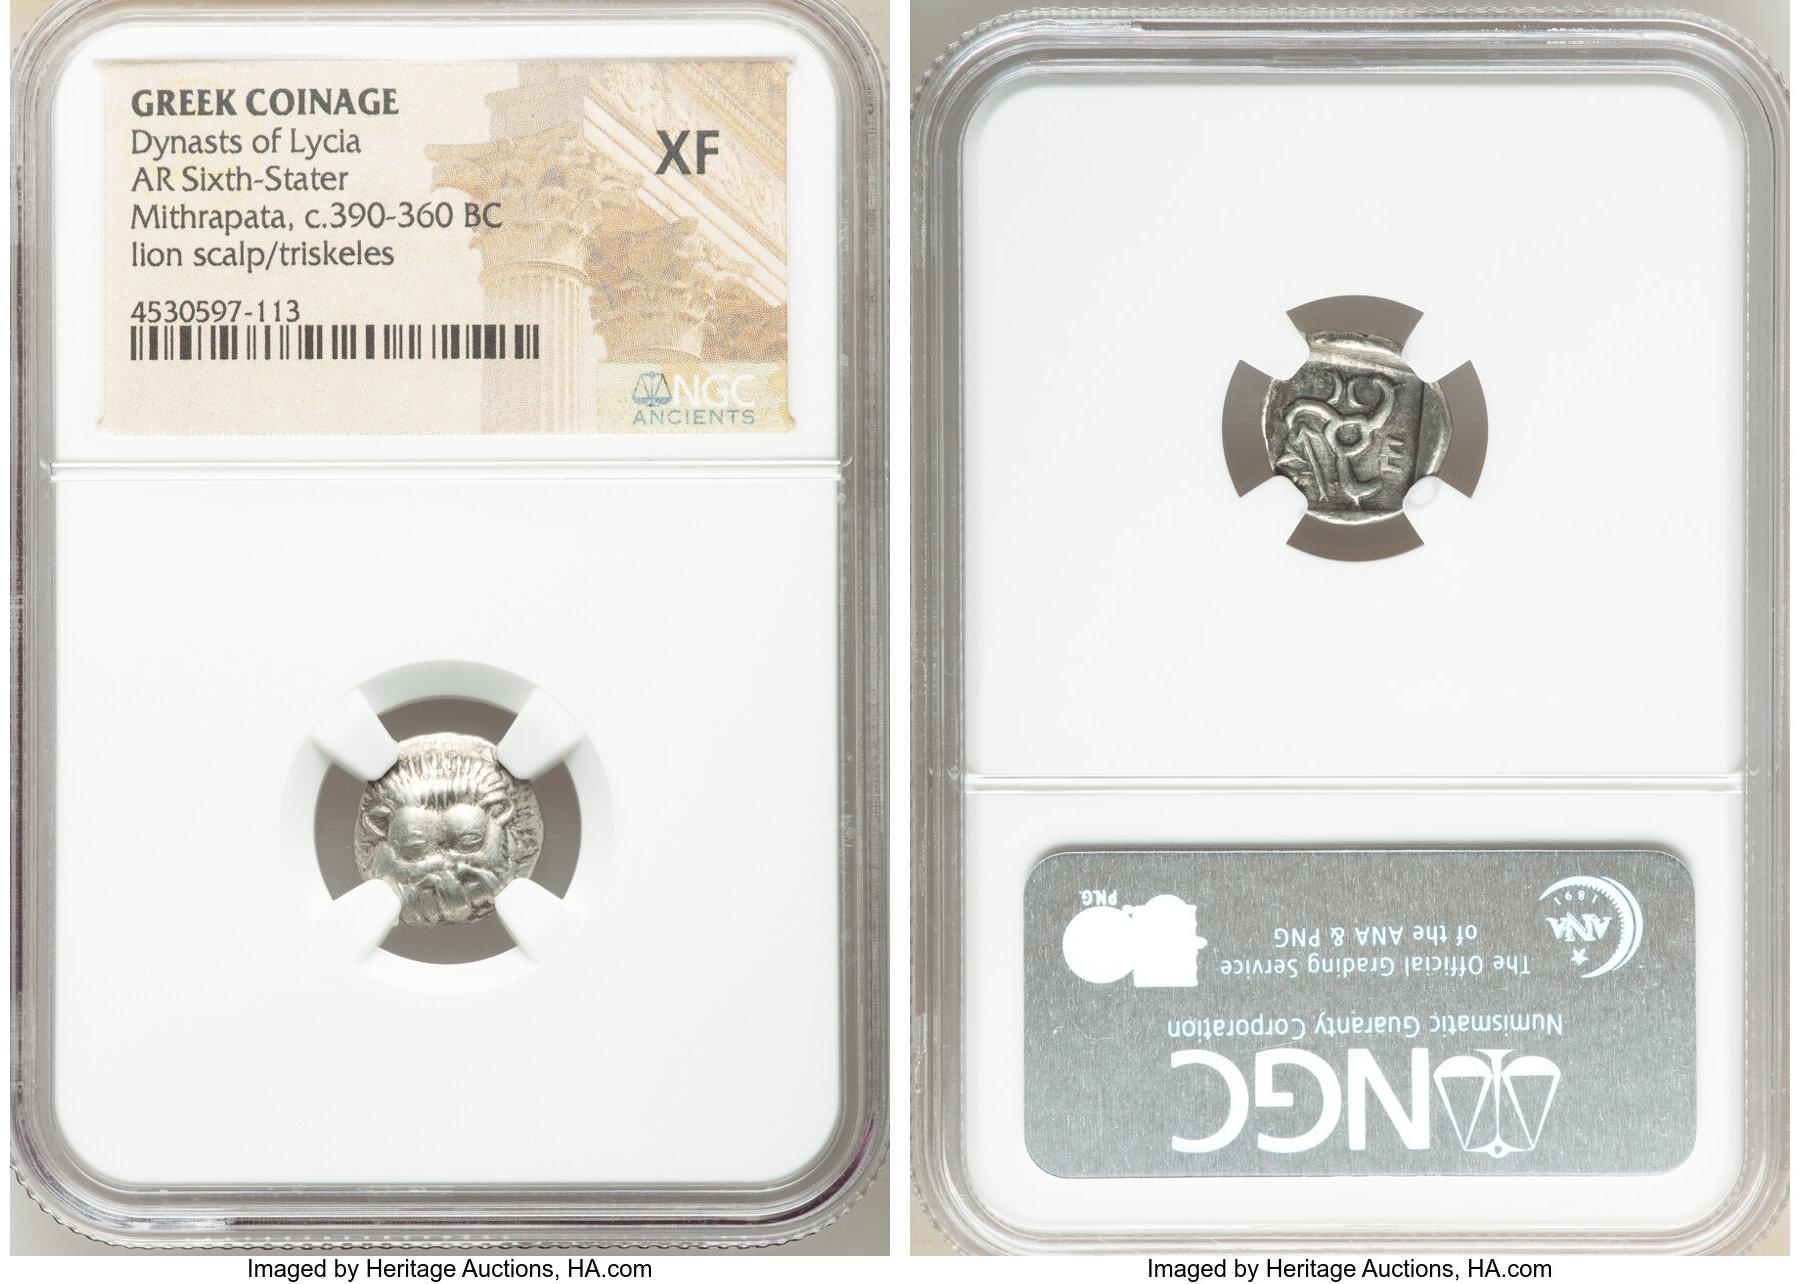 GREEK COINAGE
Dynasts of Lycia
AR Sixth-Stater
Mithrapata, c.390-360 BC
lion scalp/triskeles
4530597-113
XF
NGC
ANCIENTS
PNG
1891
ANA
The Official Grading Service
of the ANA & PNG
Numismatic Guaranty Corporation
NGC
Imaged by Heritage Auctions, HA.com
Imaged by Heritage Auctions, HA.com